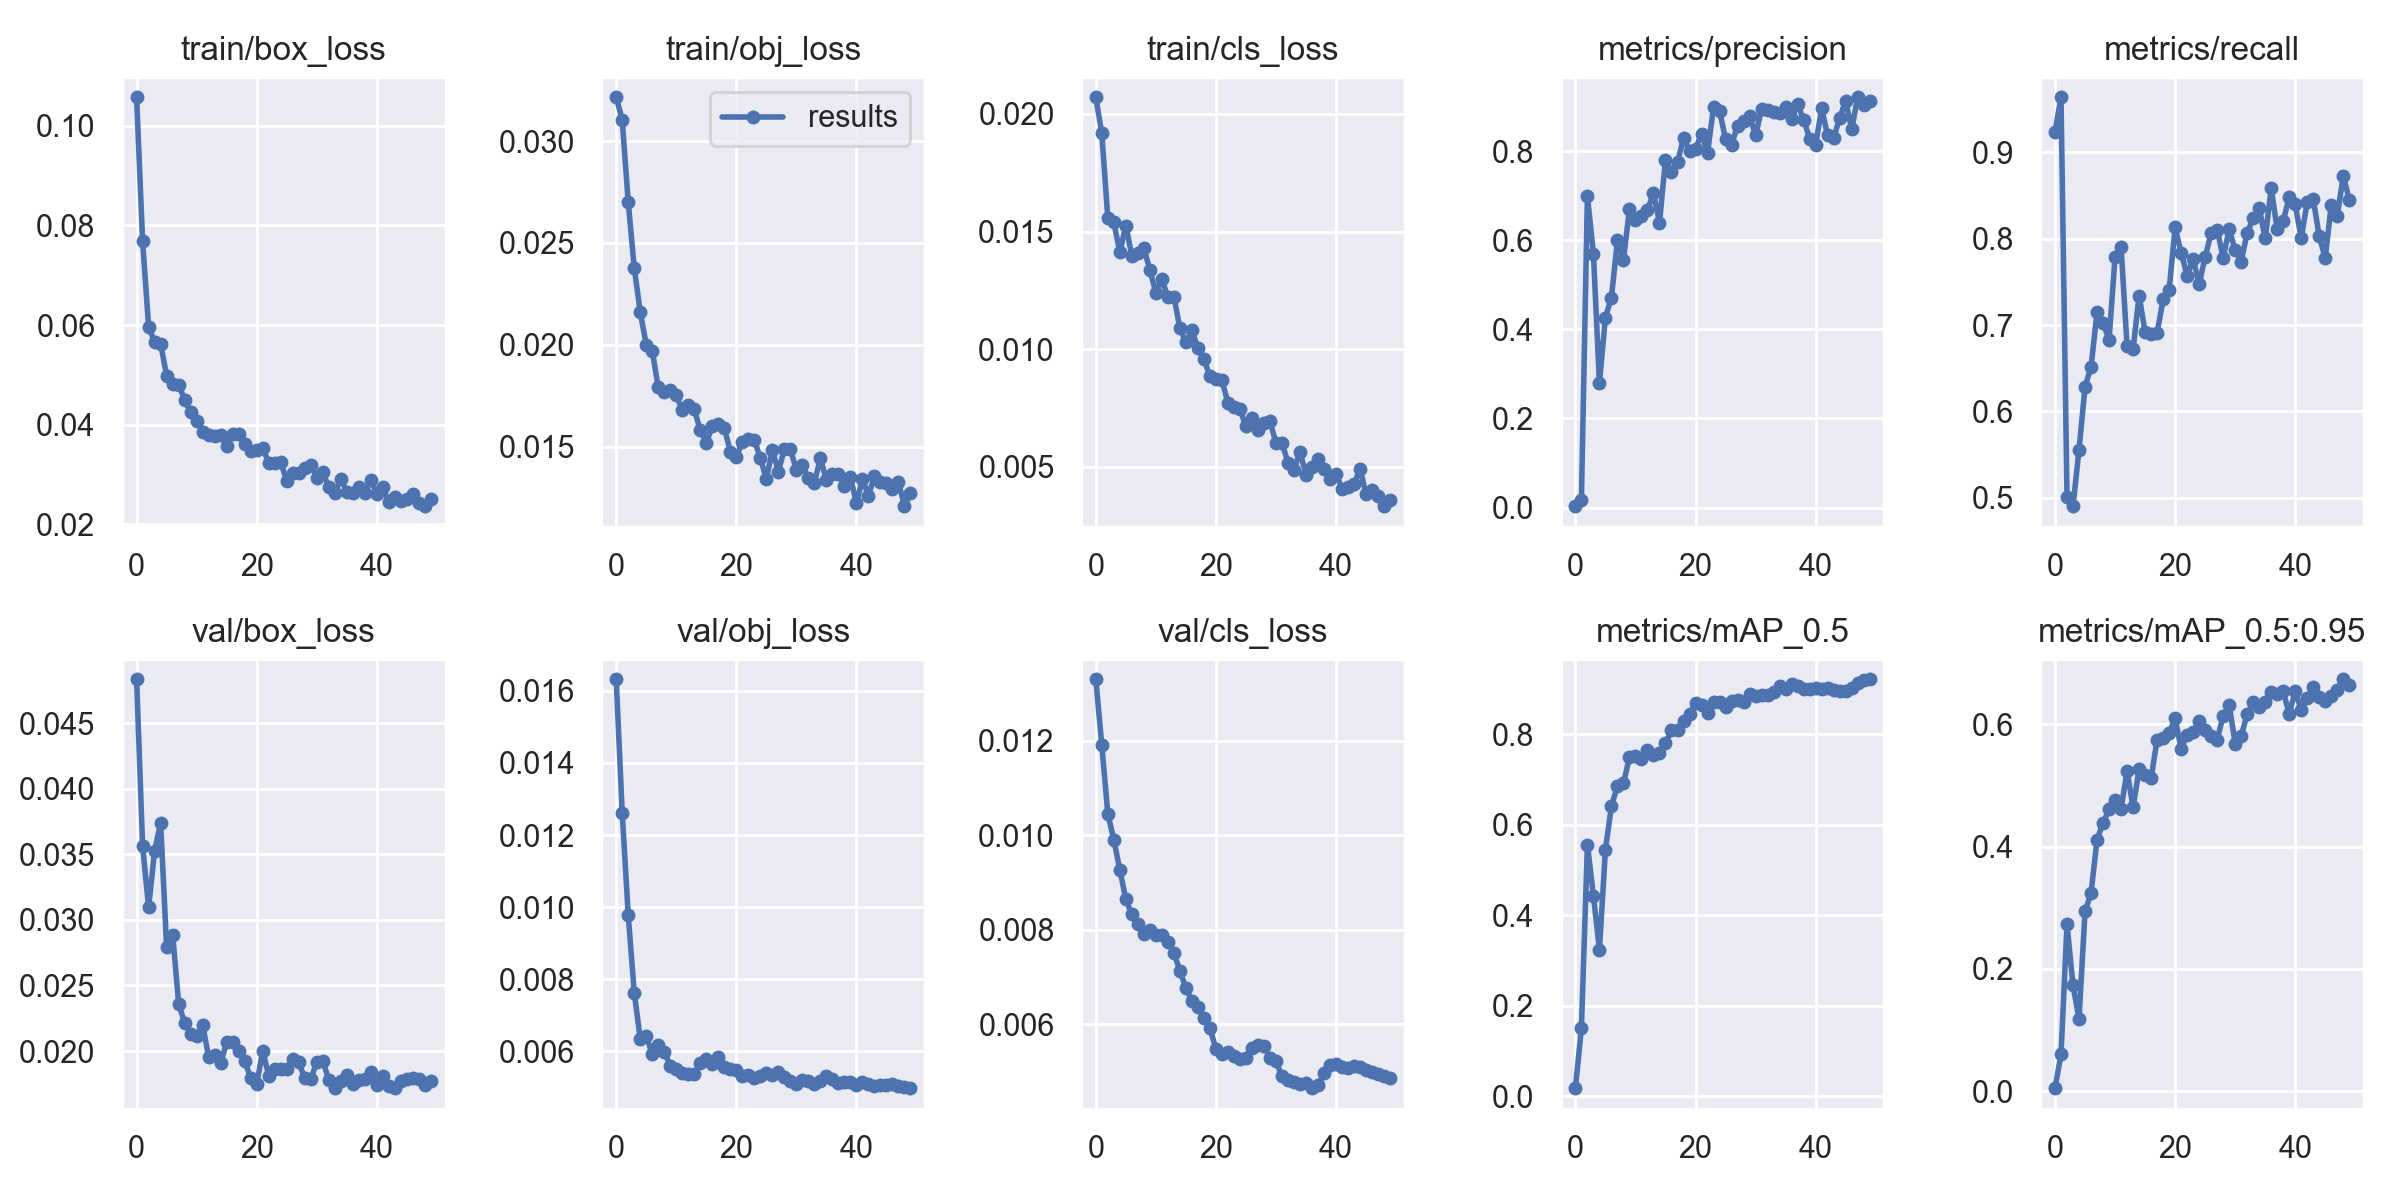 train/box_loss
0.10
0.08
0.06
0.04
0.02
0 20 40
train/obj_loss
results
0.030
0.025
0.020
0.015
0 20 40
train/cls_loss
0.020
0.015
0.010
0.005
0 20 40
metrics/precision
0.8
0.6
0.4
0.2
0.0
0 20 40
metrics/recall
0.9
0.8
0.7
0.6
0.5
0 20 40
val/box_loss
0.045
0.040
0.035
0.030
0.025
0.020
0 20 40
val/obj_loss
0.016
0.014
0.012
0.010
0.008
0.006
0 20 40
val/cls_loss
0.012
0.010
0.008
0.006
0 20 40
metrics/mAP_0.5
0.8
0.6
0.4
0.2
0.0
0 20 40
metrics/mAP_0.5:0.95
0.6
0.4
0.2
0.0
0 20 40